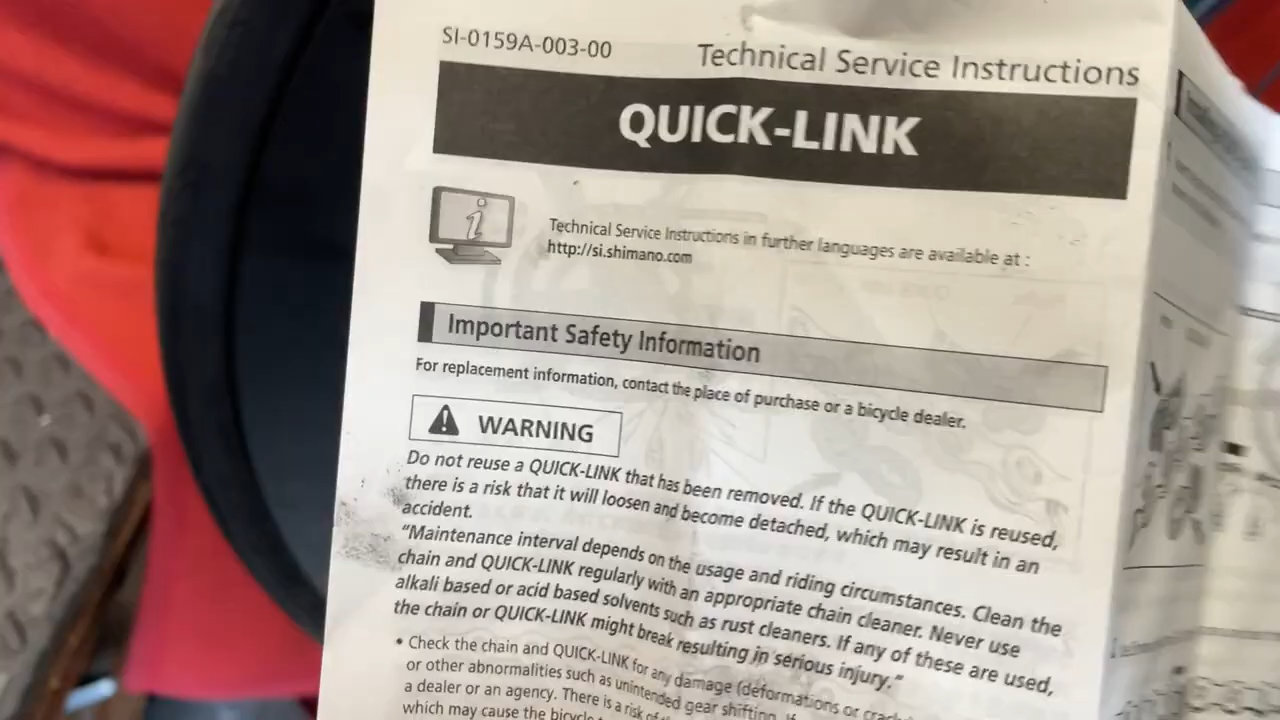 SI-0159A-003-00
Technical Service Instructions
QUICK-LINK
Technical Service Instructions in further languages are available at :
http://si.shimano.com
Important Safety Information
For replacement information, contact the place of purchase or a bicycle dealer.
WARNING
Do not reuse a QUICK-LINK that has been removed. If the QUICK-LINK is reused,
there is a risk that it will loosen and become detached, which may result in an
accident.
“Maintenance interval depends on the usage and riding circumstances. Clean the
chain and QUICK-LINK regularly with an appropriate chain cleaner. Never use
alkali based or acid based solvents such as rust cleaners. If any of these are used,
the chain or QUICK-LINK might break resulting in serious injury.”
• Check the chain and QUICK-LINK for any damage (deformations or
or other abnormalities such as unintended gear shifting.
a dealer or an agency. There is a risk of
which may cause the